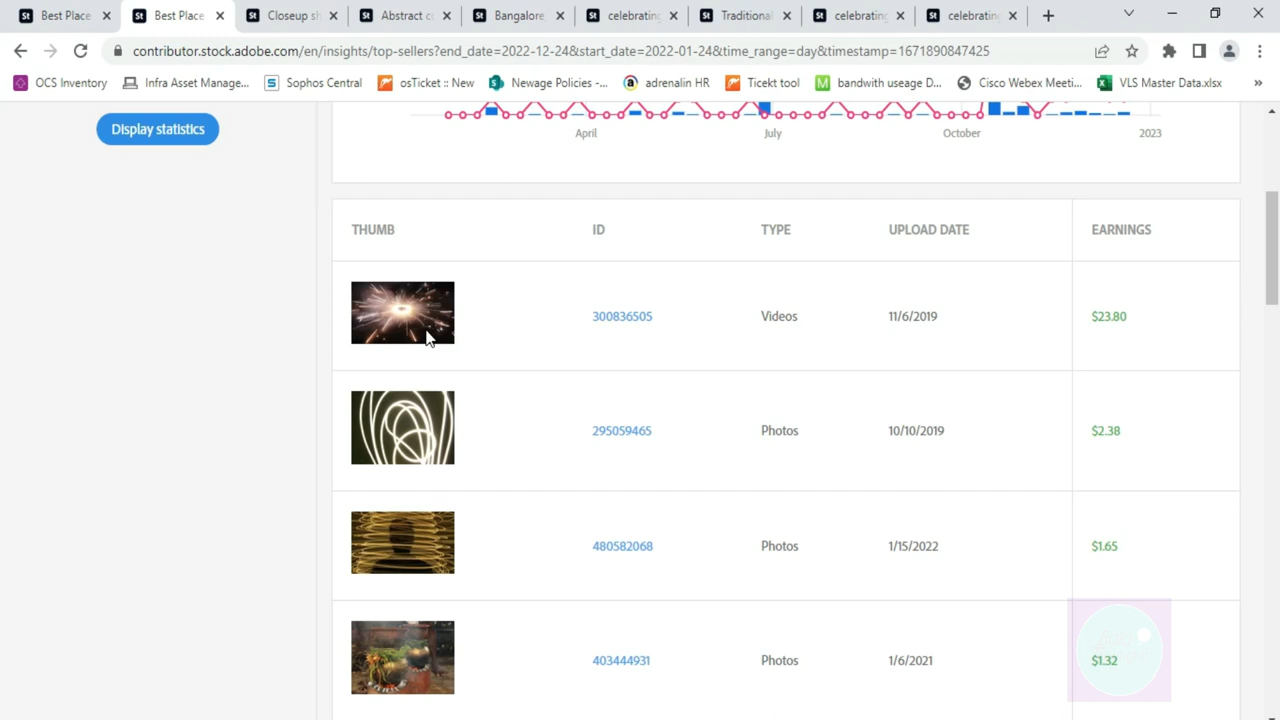 Best Place
Best Place
Closeup sh
Abstract c
Bangalore,
celebrating
Traditional
celebrating
celebrating
contributor.stock.adobe.com/en/insights/top-sellers?end_date=2022-12-24&start_date=2022-01-24&time_range=day&timestamp=1671890847425
OCS Inventory
Infra Asset Manage...
Sophos Central
osTicket :: New
Newage Policies -...
adrenalin HR
Ticekt tool
bandwith useage D...
Cisco Webex Meeti...
VLS Master Data.xlsx
Display statistics
April July October 2023
THUMB ID TYPE UPLOAD DATE EARNINGS
300836505 Videos 11/6/2019 $23.80
295059465 Photos 10/10/2019 $2.38
480582068 Photos 1/15/2022 $1.65
403444931 Photos 1/6/2021 $1.32